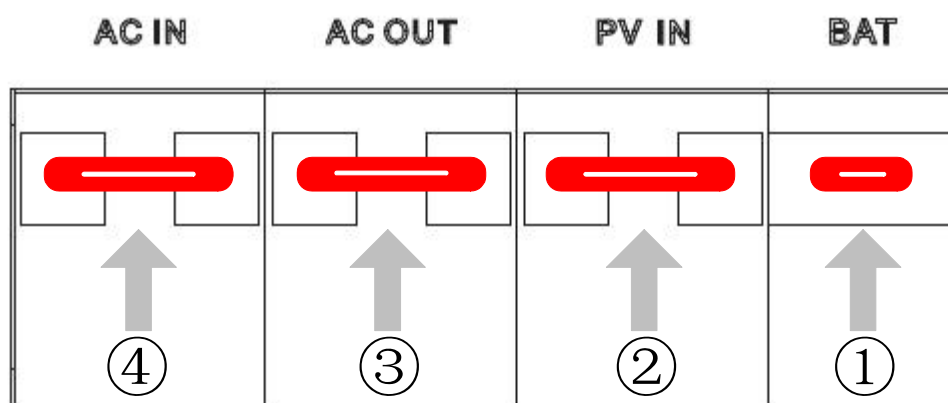 AC IN AC OUT PV IN BAT
④ ③ ② ①